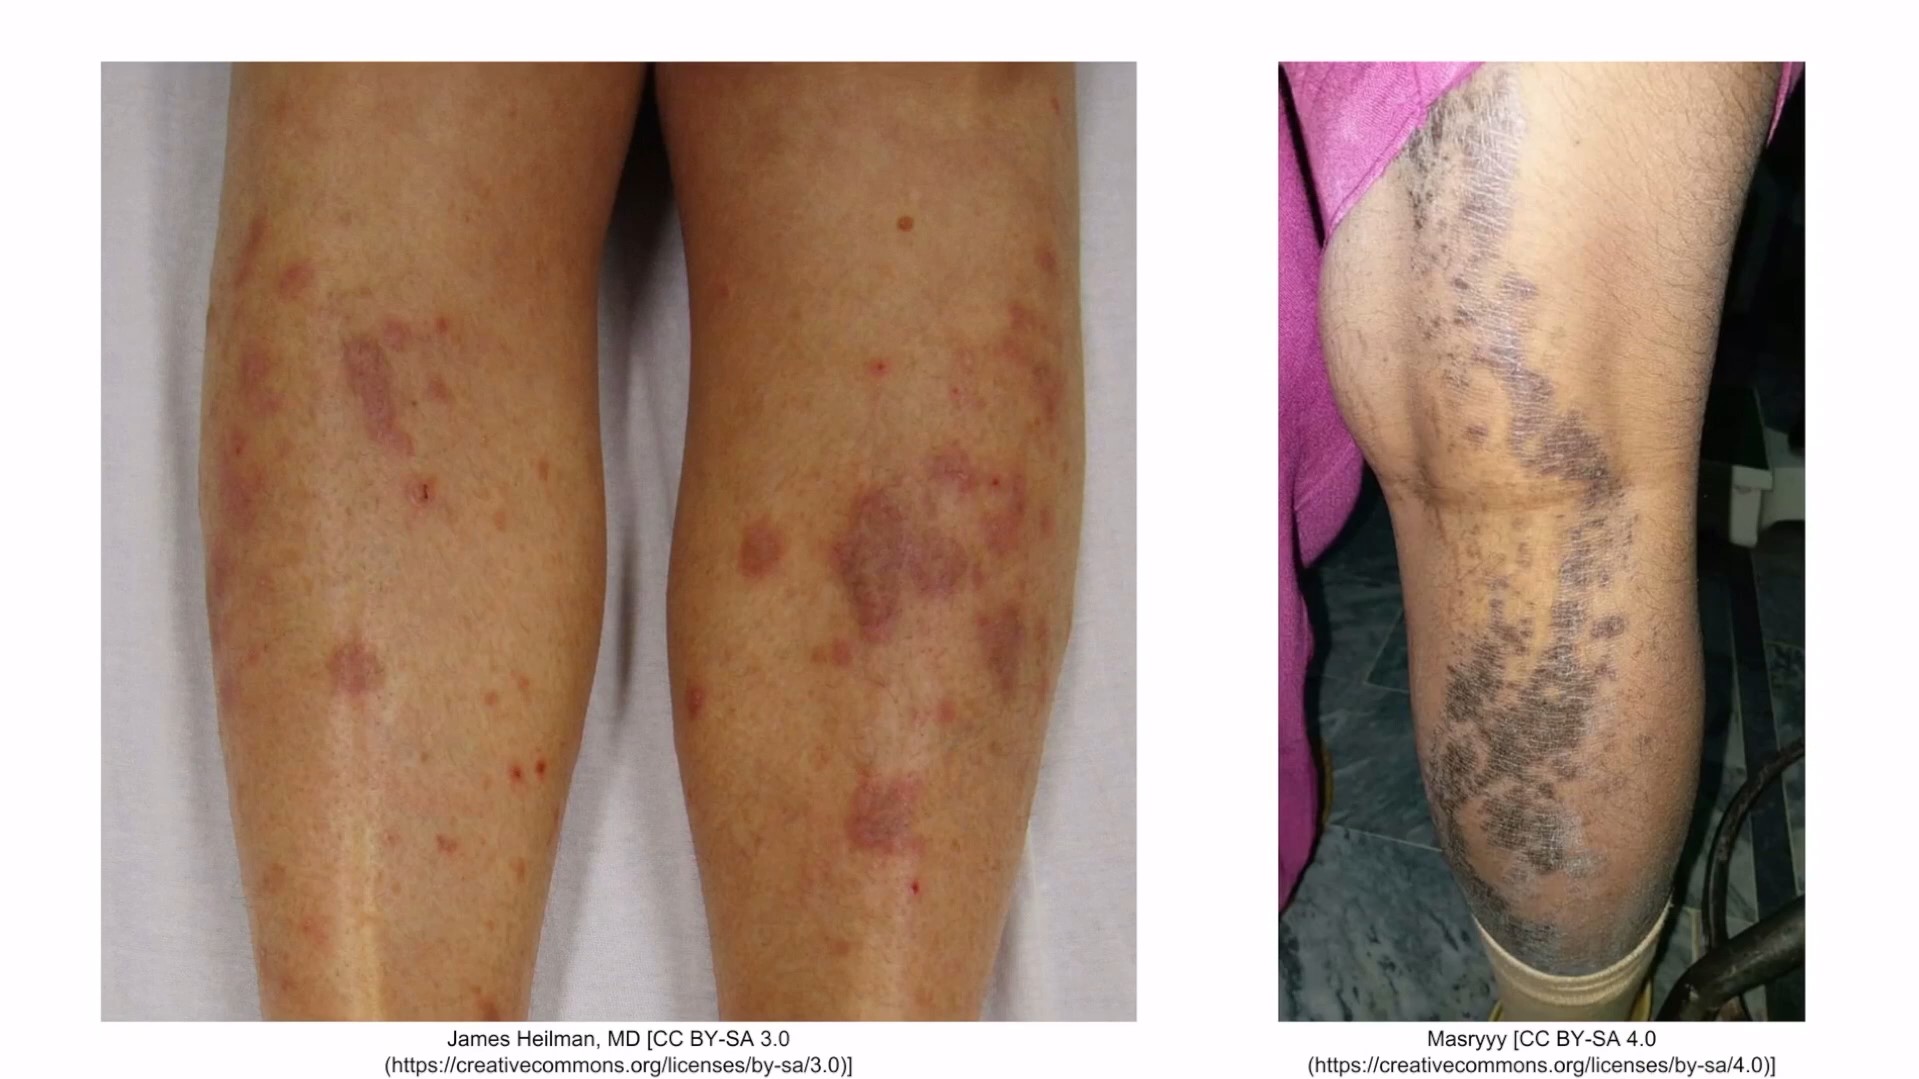 James Heilman, MD [CC BY-SA 3.0
(https://creativecommons.org/licenses/by-sa/3.0)]
Masryyy [CC BY-SA 4.0
(https://creativecommons.org/licenses/by-sa/4.0)]